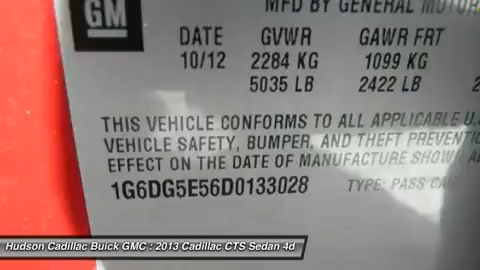 GM
MFD BY GENERAL MOTOR
DATE GVWR GAWR FRT
10/12 2284 KG 1099 KG
5035 LB 2422 LB
THIS VEHICLE CONFORMS TO ALL APPLICABLE U.
VEHICLE SAFETY, BUMPER, AND THEFT PREVENTI
EFFECT ON THE DATE OF MANUFACTURE SHOW
1G6DG5E56D0133028 TYPE: PASS CA
Hudson Cadillac Buick GMC : 2013 Cadillac CTS Sedan 4d